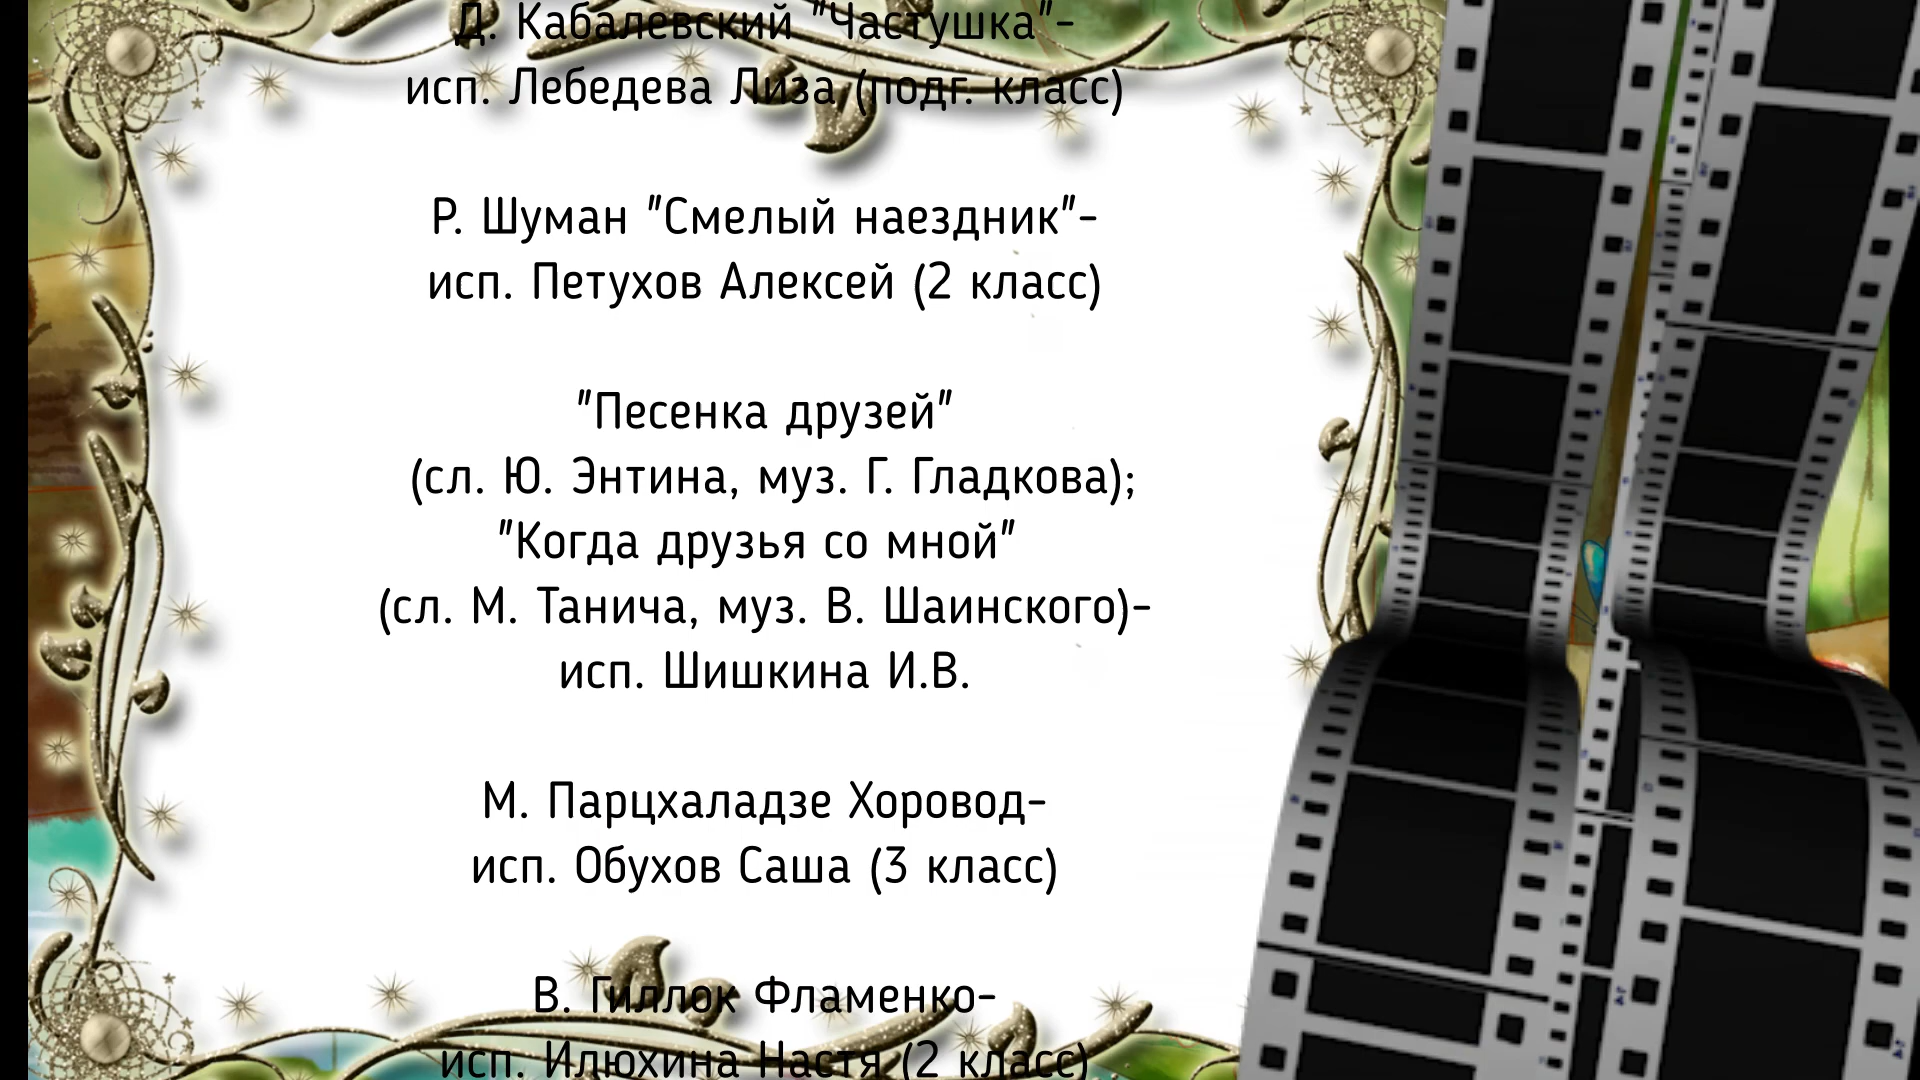 Д. Кабалевский "Частушка"-
исп. Лебедева Лиза (подг. класс)
Р. Шуман "Смелый наездник"-
исп. Петухов Алексей (2 класс)
"Песенка друзей"
(сл. Ю. Энтина, муз. Г. Гладкова);
"Когда друзья со мной"
(сл. М. Танича, муз. В. Шаинского)-
исп. Шишкина И.В.
М. Парцхаладзе Хоровод-
исп. Обухов Саша (3 класс)
В. Гиллок Фламенко-
исп. Илюхина Настя (2 класс)